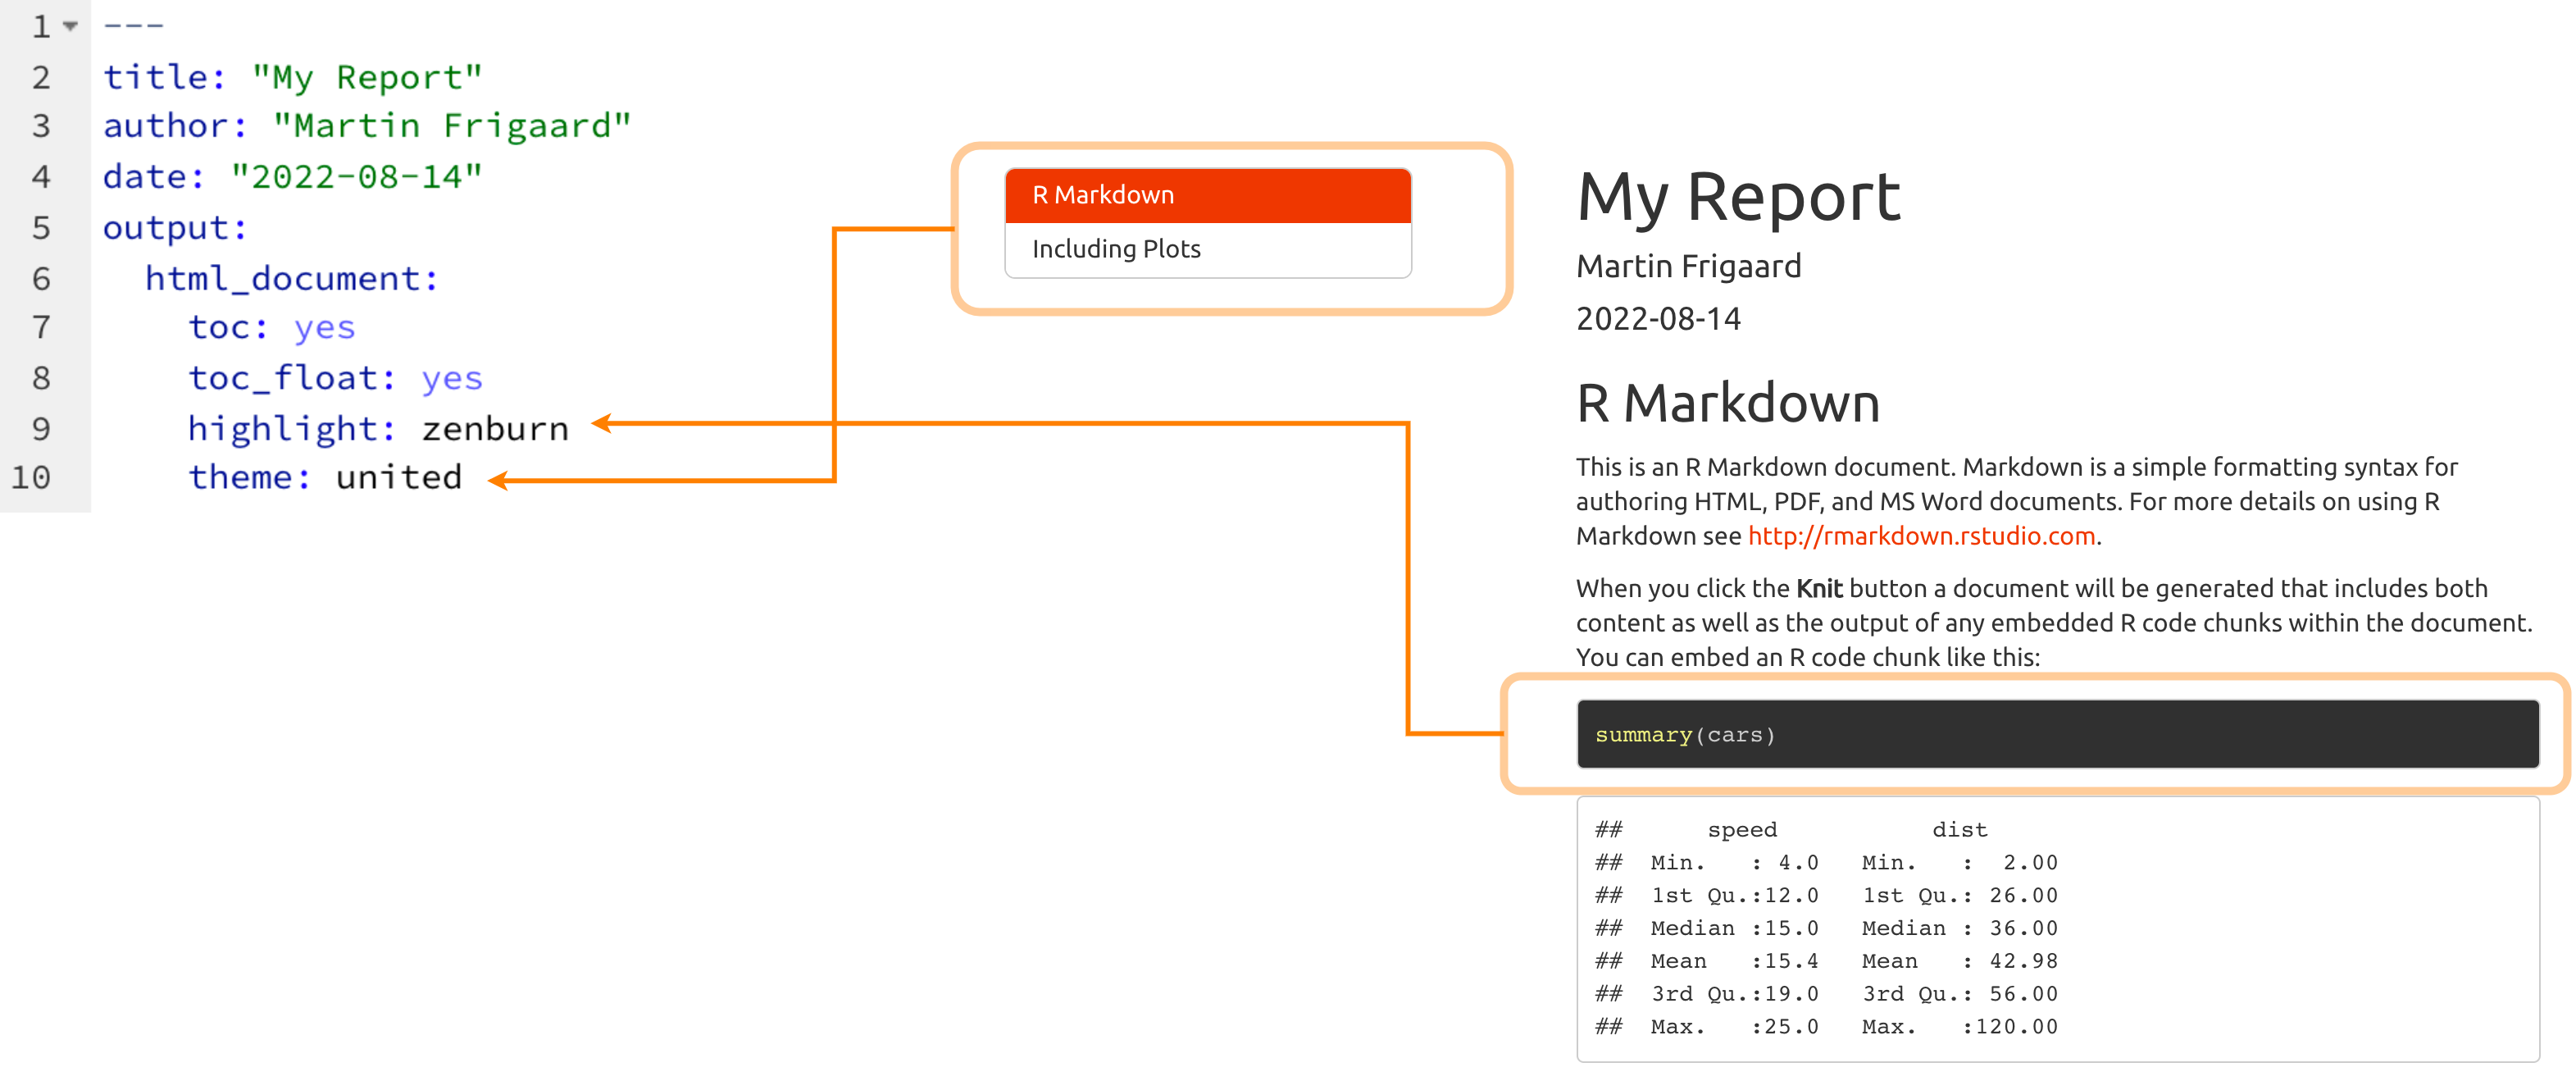 1 ---
2 title: "My Report"
3 author: "Martin Frigaard"
4 date: "2022-08-14"
5 output:
6   html_document:
7     toc: yes
8     toc_float: yes
9     highlight: zenburn
10     theme: united
R Markdown
Including Plots
My Report
Martin Frigaard
2022-08-14
R Markdown
This is an R Markdown document. Markdown is a simple formatting syntax for
authoring HTML, PDF, and MS Word documents. For more details on using R
Markdown see http://rmarkdown.rstudio.com.
When you click the Knit button a document will be generated that includes both
content as well as the output of any embedded R code chunks within the document.
You can embed an R code chunk like this:
summary(cars)
##      speed           dist
##  Min.   : 4.0   Min.   :  2.00
##  1st Qu.:12.0   1st Qu.: 26.00
##  Median :15.0   Median : 36.00
##  Mean   :15.4   Mean   : 42.98
##  3rd Qu.:19.0   3rd Qu.: 56.00
##  Max.   :25.0   Max.   :120.00